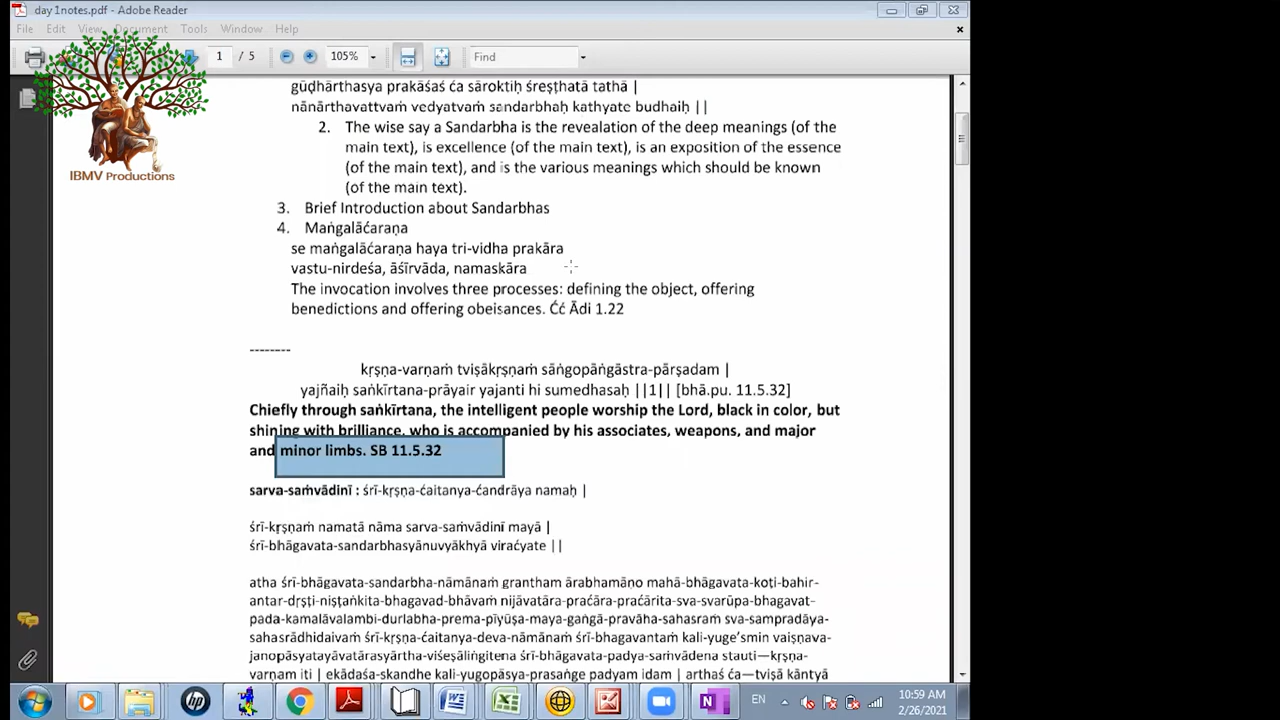 day 1notes.pdf - Adobe Reader
File Edit View Document Tools Window Help
1 / 5 105% Find
IBMV Productions
gūḍhārthasya prakāśaś ća sāroktiḥ śreṣṭhatā tathā |
nānārthavattvaṁ vedyatvaṁ sandarbhaḥ kathyate budhaiḥ ||
2. The wise say a Sandarbha is the revealation of the deep meanings (of the
main text), is excellence (of the main text), is an exposition of the essence
(of the main text), and is the various meanings which should be known
(of the main text).
3. Brief Introduction about Sandarbhas
4. Maṅgalāćaraṇa
se maṅgalāćaraṇa haya tri-vidha prakāra
vastu-nirdeśa, āśīrvāda, namaskāra
The invocation involves three processes: defining the object, offering
benedictions and offering obeisances. Ćć Ādi 1.22
--------
kṛṣṇa-varṇaṁ tviṣākṛṣṇaṁ sāṅgopāṅgāstra-pārṣadam |
yajñaiḥ saṅkīrtana-prāyair yajanti hi sumedhasaḥ ||1|| [bhā.pu. 11.5.32]
Chiefly through saṅkīrtana, the intelligent people worship the Lord, black in color, but
shining with brilliance, who is accompanied by his associates, weapons, and major
and minor limbs. SB 11.5.32
sarva-saṁvādinī : śrī-kṛṣṇa-ćaitanya-ćandrāya namaḥ |
śrī-kṛṣṇaṁ namatā nāma sarva-saṁvādinī mayā |
śrī-bhāgavata-sandarbhasyānuvyākhyā viraćyate ||
atha śrī-bhāgavata-sandarbha-nāmānaṁ grantham ārabhamāṇo mahā-bhāgavata-koṭi-bahir-
antar-dṛṣṭi-niṣṭaṅkita-bhagavad-bhāvaṁ nijāvatāra-praćāra-praćārita-sva-svarūpa-bhagavat-
pada-kamalāvalambi-durlabha-prema-pīyūṣa-maya-gaṅgā-pravāha-sahasraṁ sva-sampradāya-
sahasrādhidaivaṁ śrī-kṛṣṇa-ćaitanya-deva-nāmānaṁ śrī-bhagavantaṁ kali-yuge'smin vaiṣṇava-
janopāsyatayāvatārasyārtha-viśeṣāliṅgitena śrī-bhāgavata-padya-saṁvādena stauti—kṛṣṇa-
varṇam iti | ekādaśa-skandhe kali-yugopāsya-prasaṅge padyam idam | arthaś ća—tviṣā kāntyā
EN
10:59 AM
2/26/2021